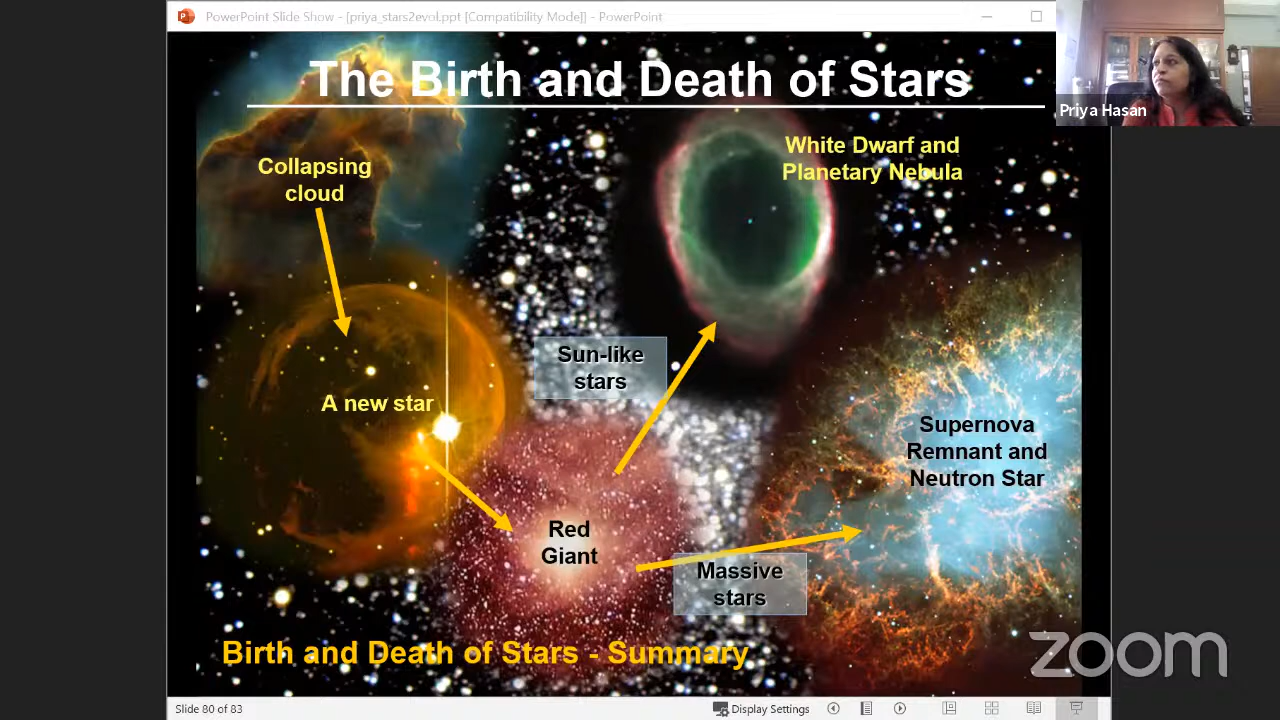 PowerPoint Slide Show - [priya_stars2evol.ppt [Compatibility Mode]] - PowerPoint
The Birth and Death of Stars
Priya Hasan
White Dwarf and
Planetary Nebula
Collapsing
cloud
Sun-like
stars
A new star
Supernova
Remnant and
Neutron Star
Red
Giant
Massive
stars
Birth and Death of Stars - Summary
zoom
Slide 80 of 83
Display Settings